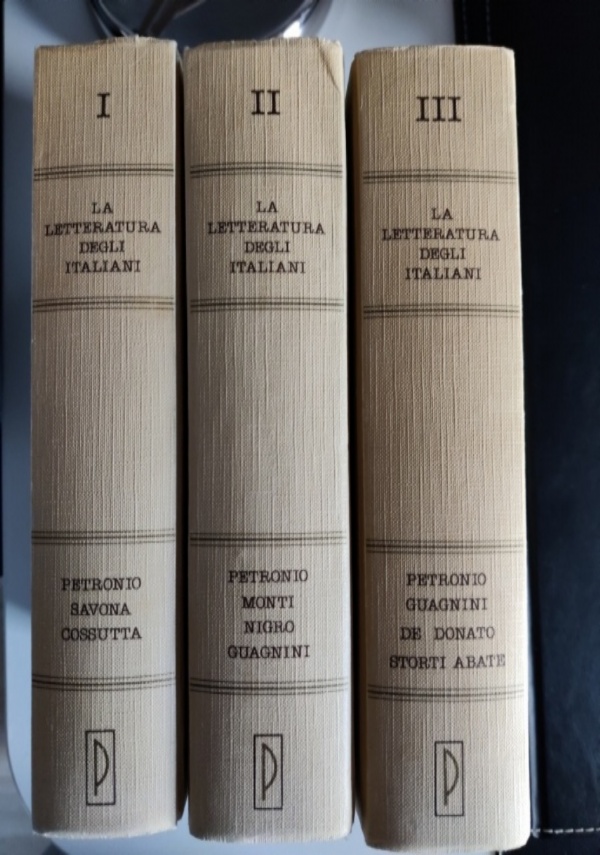 I
LA
LETTERATURA
DEGLI
ITALIANI
PETRONIO
SAVONA
COSSUTTA
P
II
LA
LETTERATURA
DEGLI
ITALIANI
PETRONIO
MONTI
NIGRO
GUAGNINI
P
III
LA
LETTERATURA
DEGLI
ITALIANI
PETRONIO
GUAGNINI
DE DONATO
STORTI ABATE
P